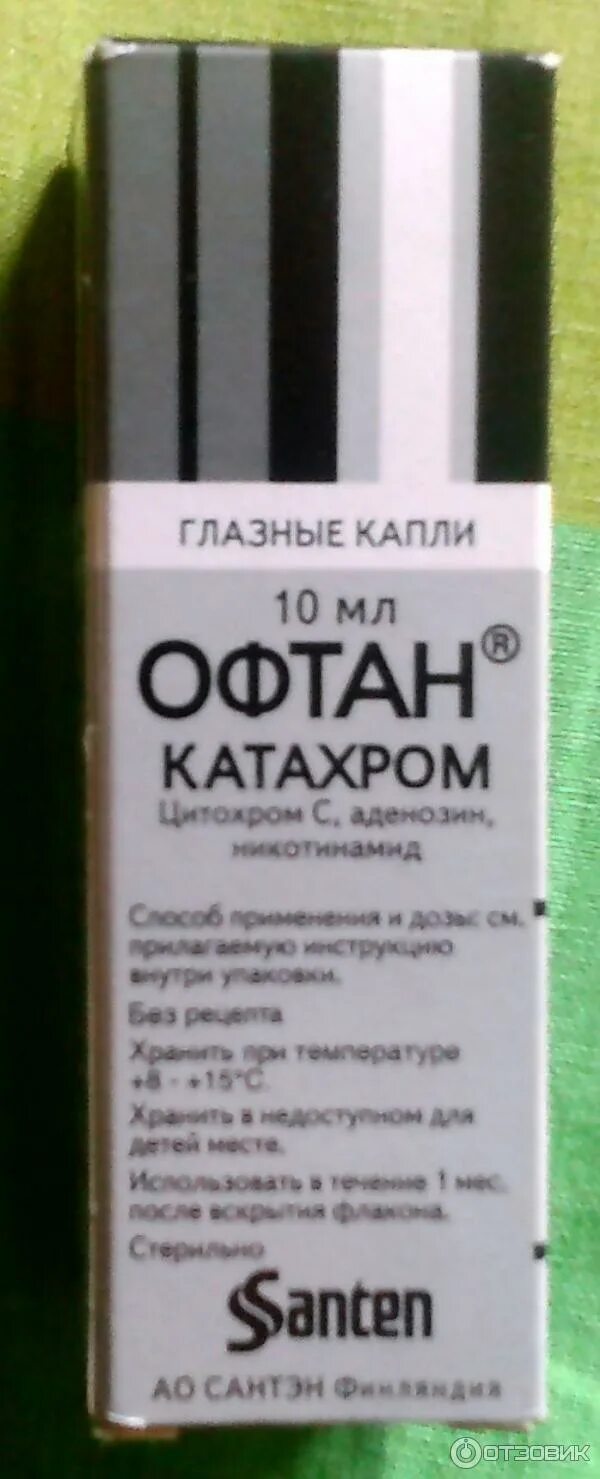 ГЛАЗНЫЕ КАПЛИ
10 мл
ОФТАН®
КАТАХРОМ
Цитохром С, аденозин,
никотинамид
Способ применения и дозы: см.
прилагаемую инструкцию
внутри упаковки.
Без рецепта
Хранить при температуре
+8 - +15°С.
Хранить в недоступном для
детей месте.
Использовать в течение 1 мес.
после вскрытия флакона.
Стерильно
Santen
АО САНТЭН Финляндия
ОТЗОВИК